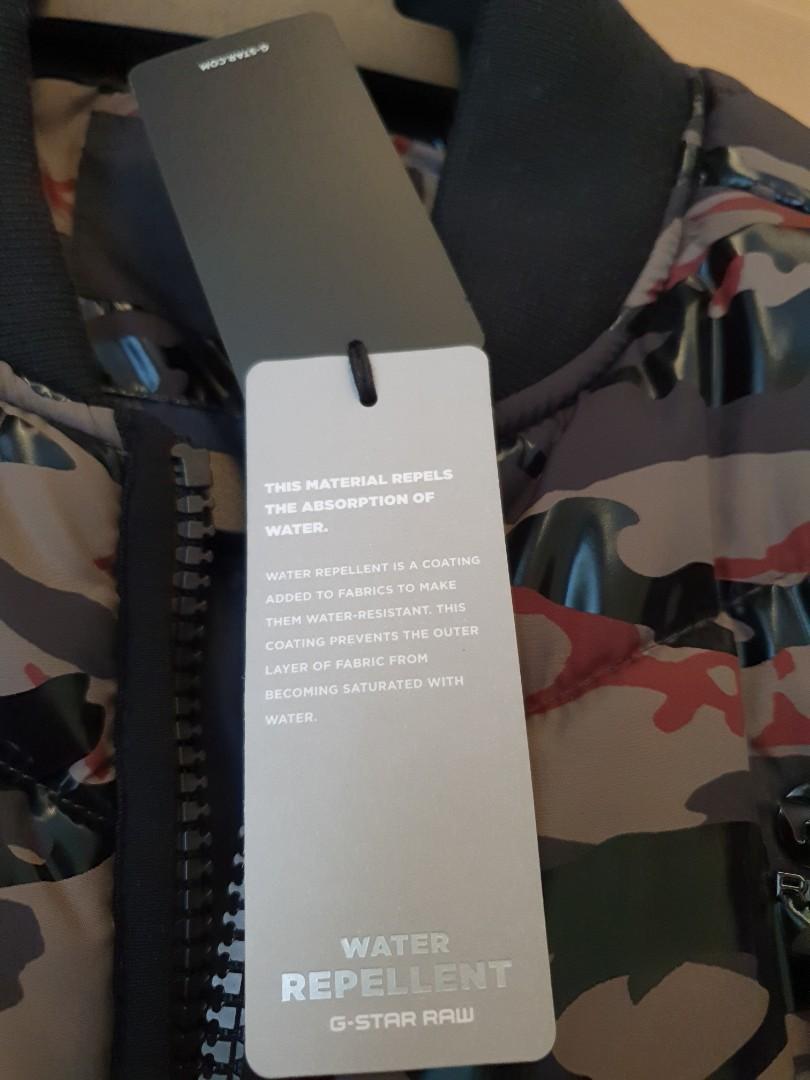 G-STAR.COM
THIS MATERIAL REPELS
THE ABSORPTION OF
WATER.
WATER REPELLENT IS A COATING
ADDED TO FABRICS TO MAKE
THEM WATER-RESISTANT. THIS
COATING PREVENTS THE OUTER
LAYER OF FABRIC FROM
BECOMING SATURATED WITH
WATER.
WATER
REPELLENT
G-STAR RAW